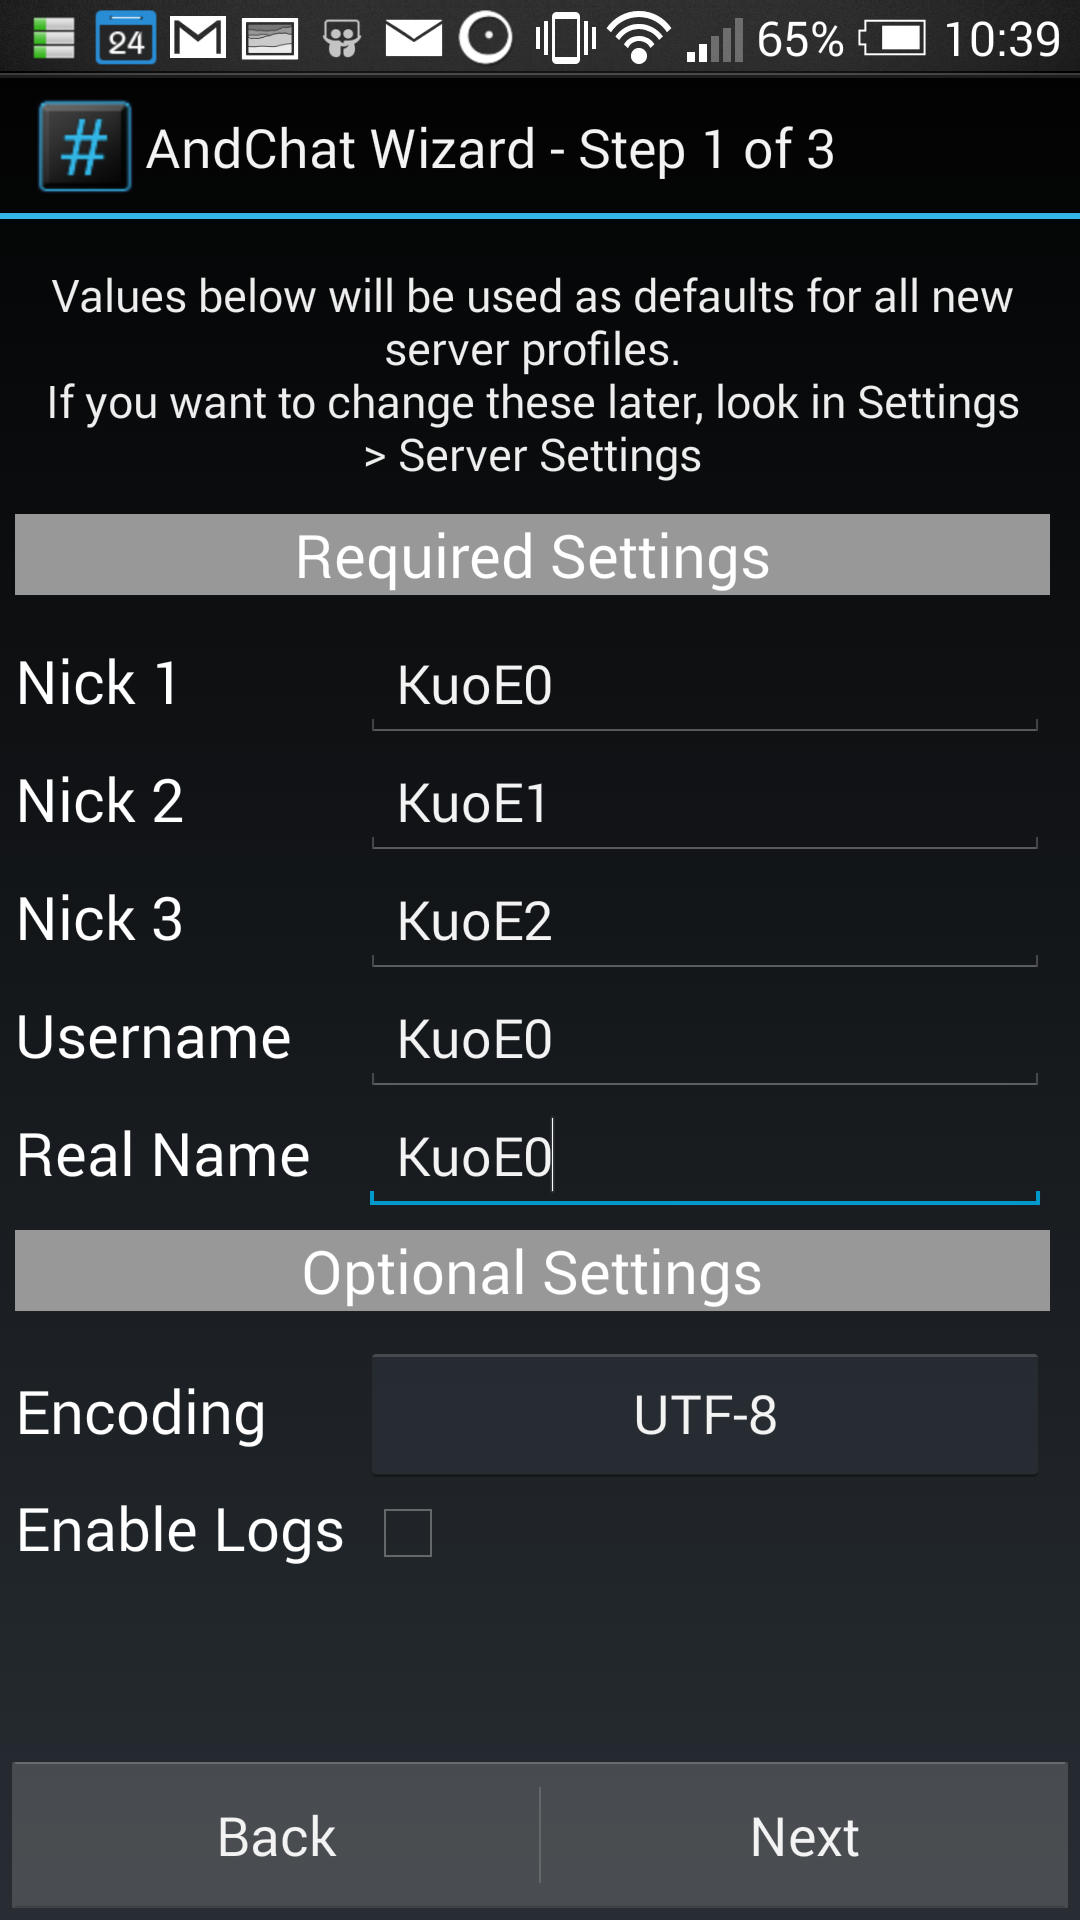 24 65% 10:39
# AndChat Wizard - Step 1 of 3
Values below will be used as defaults for all new
server profiles.
If you want to change these later, look in Settings
> Server Settings
Required Settings
Nick 1 KuoE0
Nick 2 KuoE1
Nick 3 KuoE2
Username KuoE0
Real Name KuoE0
Optional Settings
Encoding UTF-8
Enable Logs
Back Next